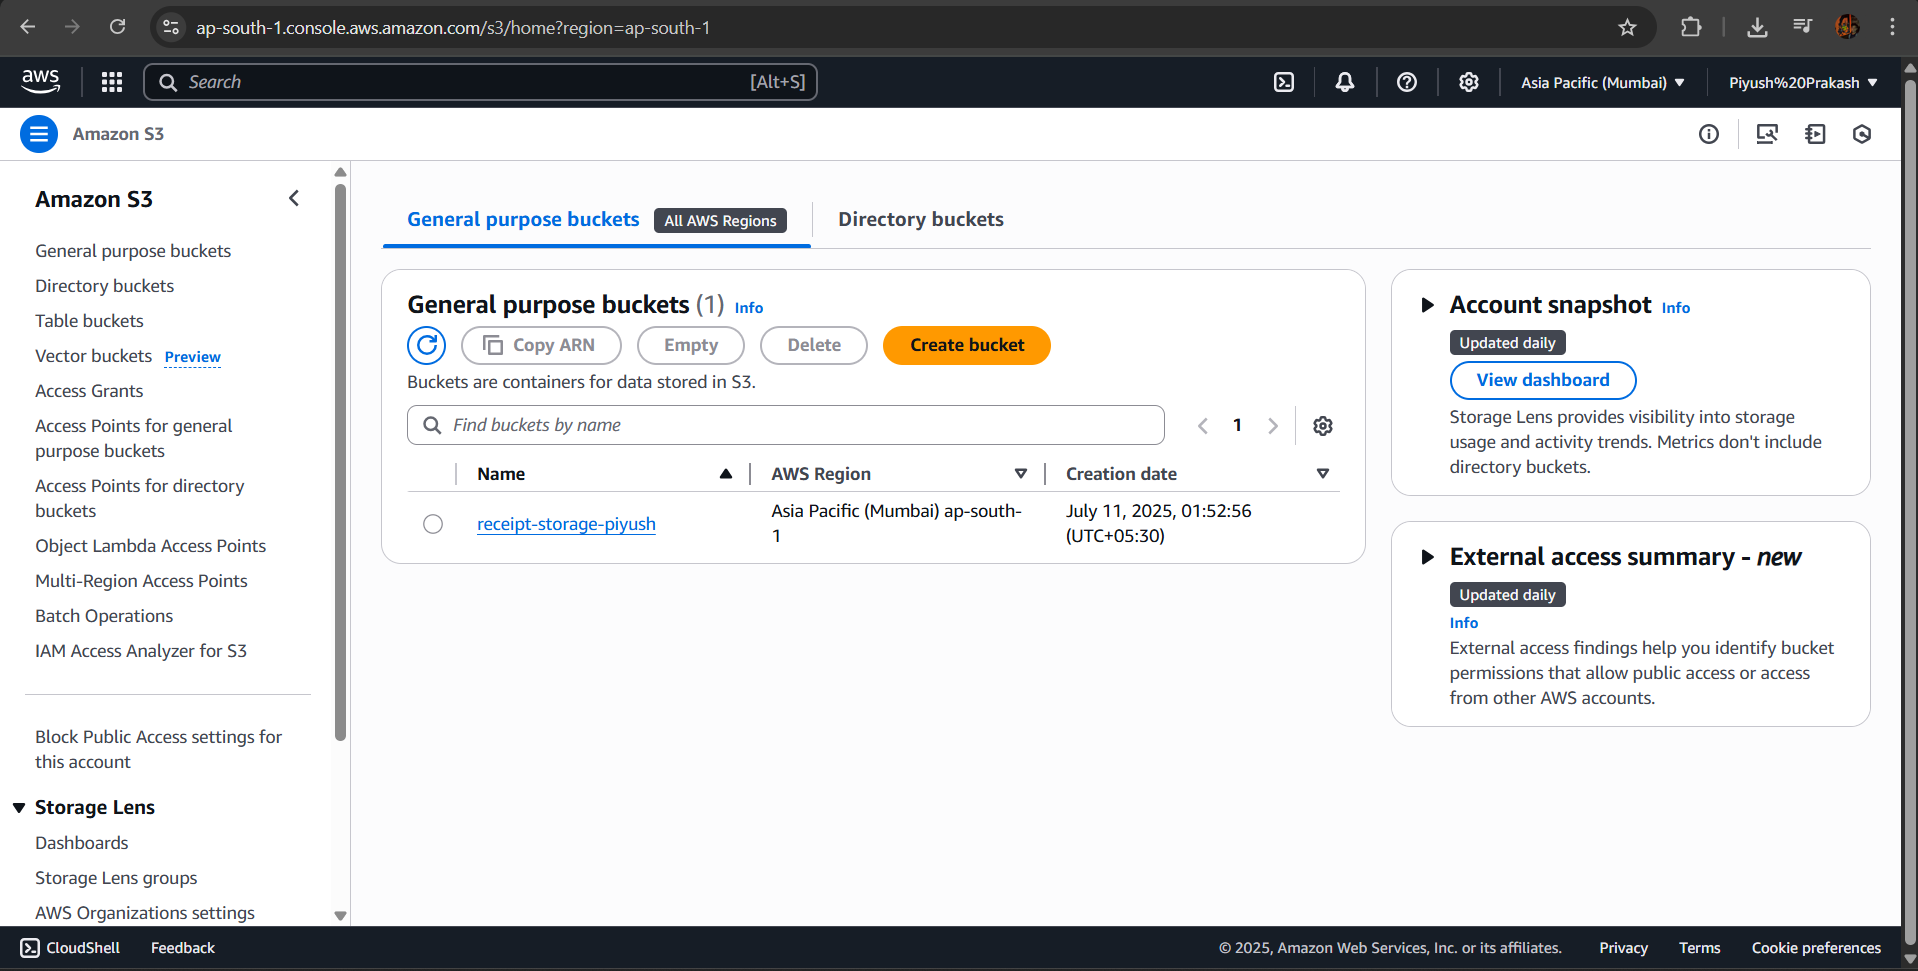 ap-south-1.console.aws.amazon.com/s3/home?region=ap-south-1
aws
Search
[Alt+S]
Asia Pacific (Mumbai)
Piyush%20Prakash
Amazon S3
Amazon S3
General purpose buckets
Directory buckets
Table buckets
Vector buckets Preview
Access Grants
Access Points for general
purpose buckets
Access Points for directory
buckets
Object Lambda Access Points
Multi-Region Access Points
Batch Operations
IAM Access Analyzer for S3
Block Public Access settings for
this account
Storage Lens
Dashboards
Storage Lens groups
AWS Organizations settings
General purpose buckets All AWS Regions
Directory buckets
General purpose buckets (1) Info
Copy ARN
Empty
Delete
Create bucket
Buckets are containers for data stored in S3.
Find buckets by name
1
Name
AWS Region
Creation date
receipt-storage-piyush
Asia Pacific (Mumbai) ap-south-
1
July 11, 2025, 01:52:56
(UTC+05:30)
Account snapshot Info
Updated daily
View dashboard
Storage Lens provides visibility into storage
usage and activity trends. Metrics don't include
directory buckets.
External access summary - new
Updated daily
Info
External access findings help you identify bucket
permissions that allow public access or access
from other AWS accounts.
CloudShell
Feedback
© 2025, Amazon Web Services, Inc. or its affiliates.
Privacy
Terms
Cookie preferences